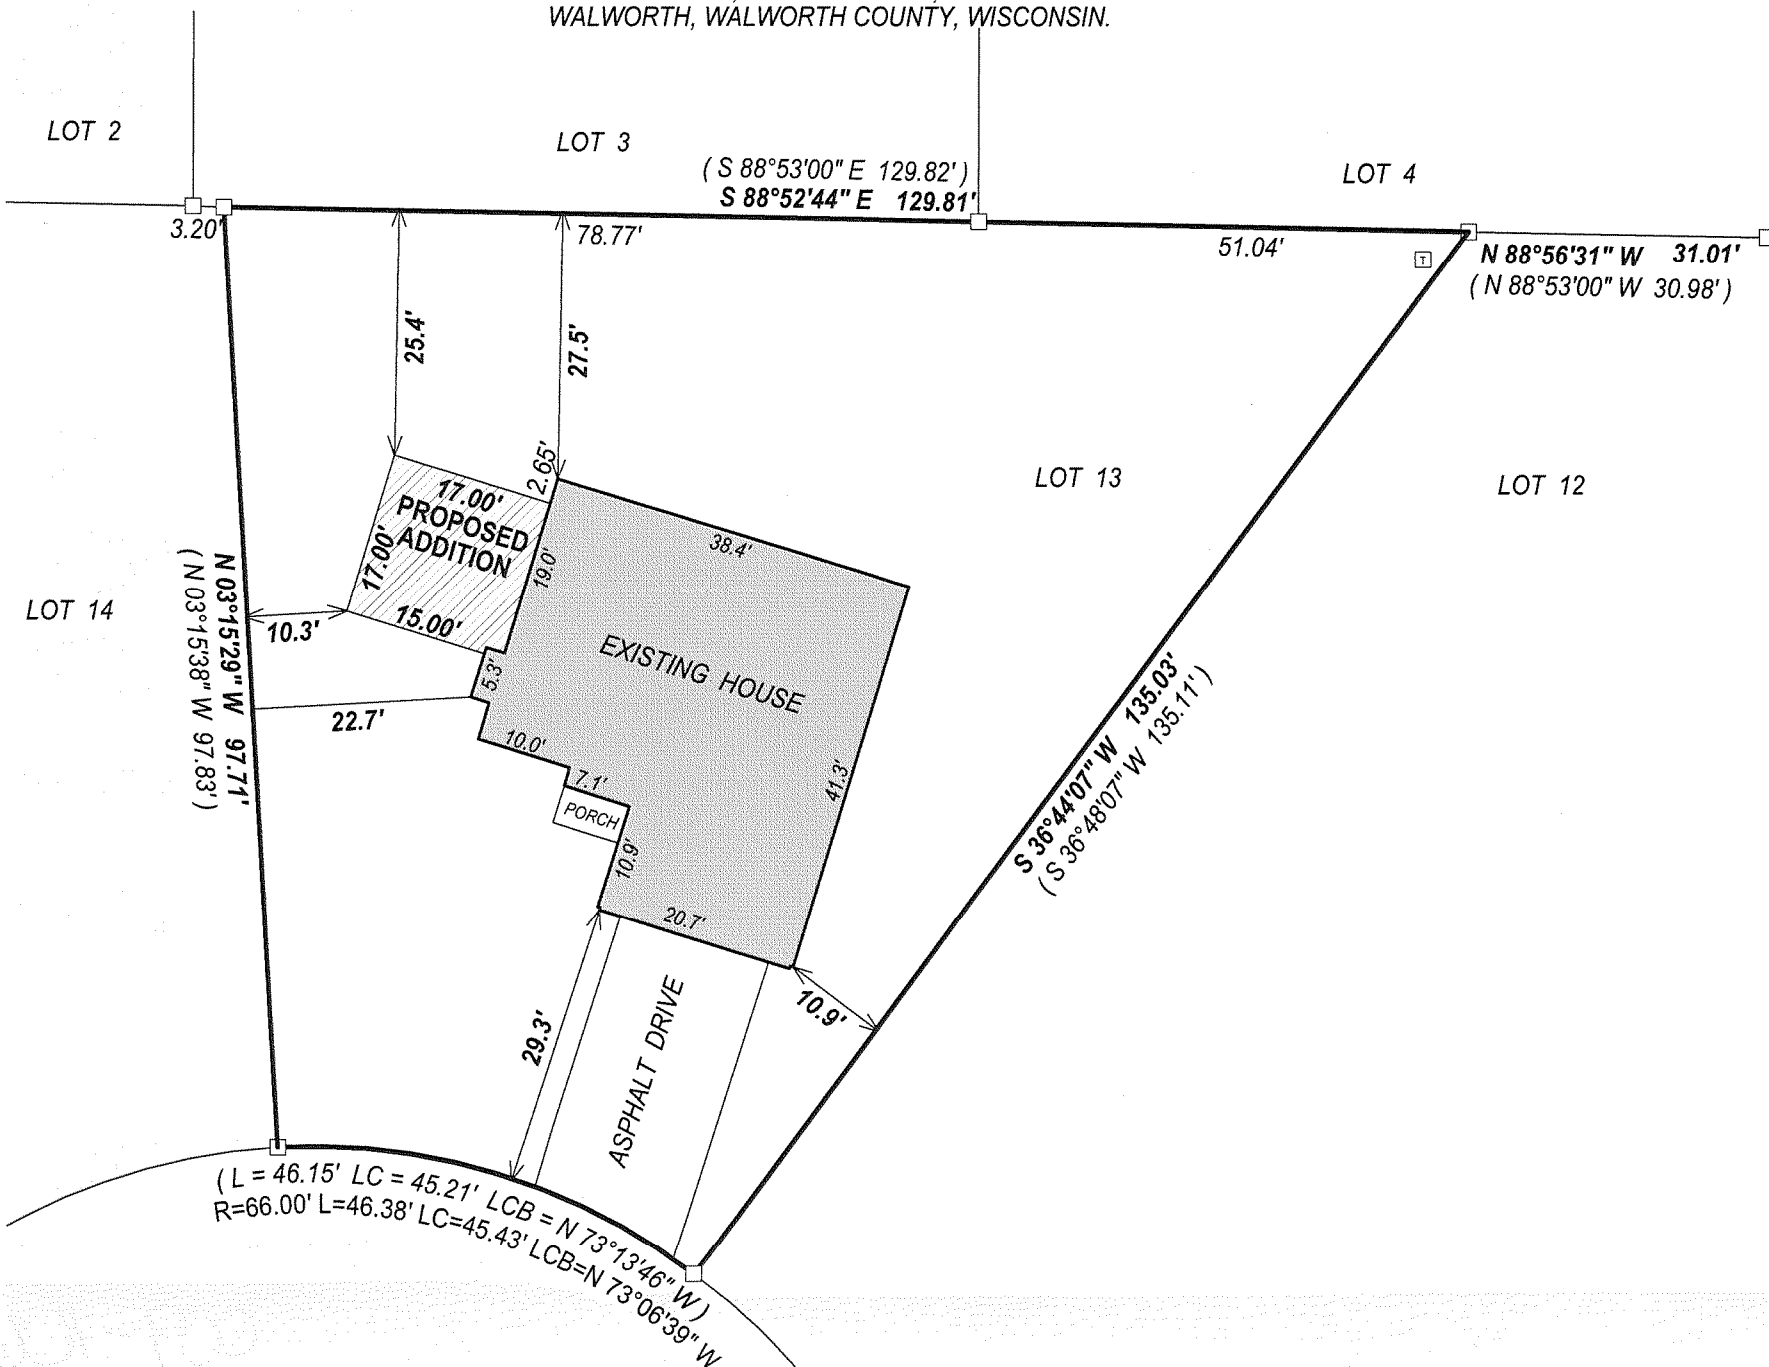 WALWORTH, WALWORTH COUNTY, WISCONSIN.
LOT 2
LOT 3
LOT 4
( S 88°53'00" E 129.82' )
S 88°52'44" E 129.81'
3.20'
78.77'
51.04'
T
N 88°56'31" W 31.01'
( N 88°53'00" W 30.98' )
25.4'
27.5'
2.65'
17.00'
PROPOSED
ADDITION
17.00'
15.00'
19.0'
38.4'
LOT 13
LOT 12
LOT 14
N 03°15'29" W 97.71'
( N 03°15'38" W 97.83' )
10.3'
5.3'
22.7'
EXISTING HOUSE
10.0'
7.1'
PORCH
10.9'
41.3'
20.7'
S 36°44'07" W 135.03'
( S 36°48'07" W 135.11' )
10.9'
29.3'
ASPHALT DRIVE
( L = 46.15' LC = 45.21' LCB = N 73°13'46" W )
R=66.00' L=46.38' LC=45.43' LCB=N 73°06'39" W